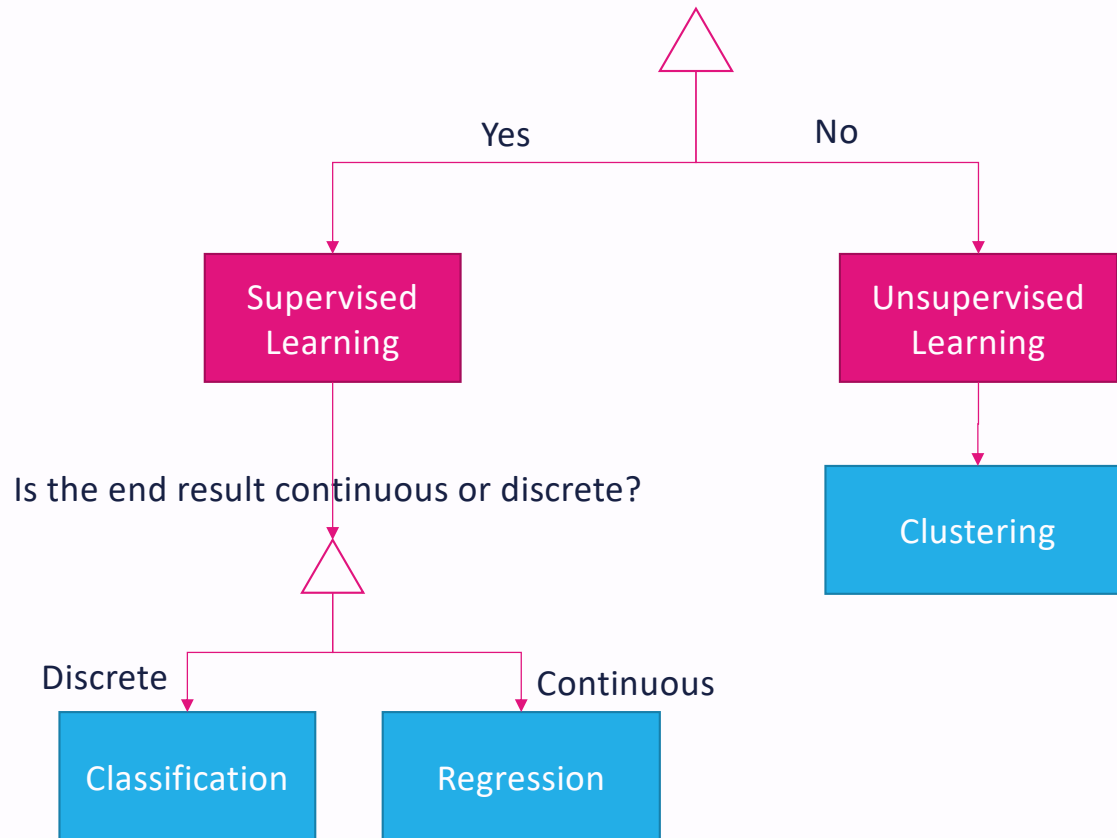 Yes
No
Supervised
Learning
Unsupervised
Learning
Is the end result continuous or discrete?
Clustering
Discrete
Continuous
Classification
Regression